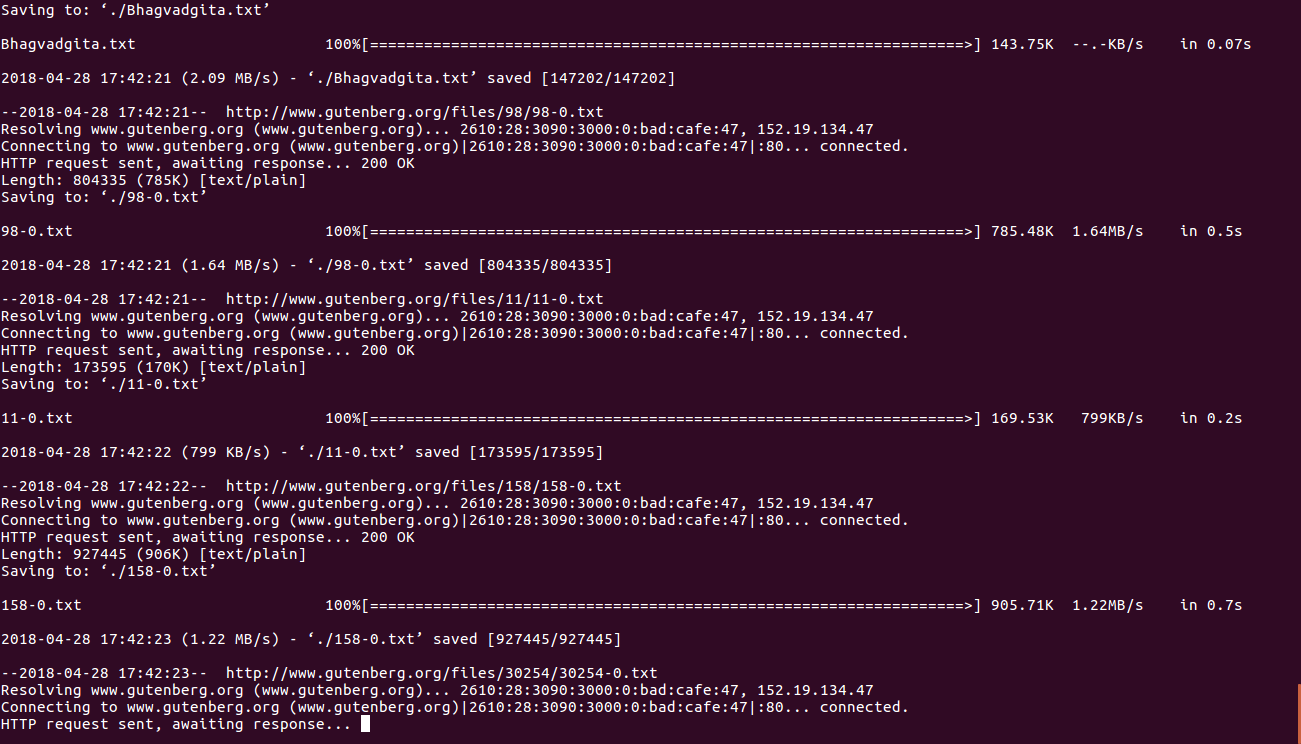 Saving to: ‘./Bhagvadgita.txt’
Bhagvadgita.txt 100%[==================================================================>] 143.75K --.-KB/s in 0.07s
2018-04-28 17:42:21 (2.09 MB/s) - ‘./Bhagvadgita.txt’ saved [147202/147202]
--2018-04-28 17:42:21-- http://www.gutenberg.org/files/98/98-0.txt
Resolving www.gutenberg.org (www.gutenberg.org)... 2610:28:3090:3000:0:bad:cafe:47, 152.19.134.47
Connecting to www.gutenberg.org (www.gutenberg.org)|2610:28:3090:3000:0:bad:cafe:47|:80... connected.
HTTP request sent, awaiting response... 200 OK
Length: 804335 (785K) [text/plain]
Saving to: ‘./98-0.txt’
98-0.txt 100%[==================================================================>] 785.48K 1.64MB/s in 0.5s
2018-04-28 17:42:21 (1.64 MB/s) - ‘./98-0.txt’ saved [804335/804335]
--2018-04-28 17:42:21-- http://www.gutenberg.org/files/11/11-0.txt
Resolving www.gutenberg.org (www.gutenberg.org)... 2610:28:3090:3000:0:bad:cafe:47, 152.19.134.47
Connecting to www.gutenberg.org (www.gutenberg.org)|2610:28:3090:3000:0:bad:cafe:47|:80... connected.
HTTP request sent, awaiting response... 200 OK
Length: 173595 (170K) [text/plain]
Saving to: ‘./11-0.txt’
11-0.txt 100%[==================================================================>] 169.53K 799KB/s in 0.2s
2018-04-28 17:42:22 (799 KB/s) - ‘./11-0.txt’ saved [173595/173595]
--2018-04-28 17:42:22-- http://www.gutenberg.org/files/158/158-0.txt
Resolving www.gutenberg.org (www.gutenberg.org)... 2610:28:3090:3000:0:bad:cafe:47, 152.19.134.47
Connecting to www.gutenberg.org (www.gutenberg.org)|2610:28:3090:3000:0:bad:cafe:47|:80... connected.
HTTP request sent, awaiting response... 200 OK
Length: 927445 (906K) [text/plain]
Saving to: ‘./158-0.txt’
158-0.txt 100%[==================================================================>] 905.71K 1.22MB/s in 0.7s
2018-04-28 17:42:23 (1.22 MB/s) - ‘./158-0.txt’ saved [927445/927445]
--2018-04-28 17:42:23-- http://www.gutenberg.org/files/30254/30254-0.txt
Resolving www.gutenberg.org (www.gutenberg.org)... 2610:28:3090:3000:0:bad:cafe:47, 152.19.134.47
Connecting to www.gutenberg.org (www.gutenberg.org)|2610:28:3090:3000:0:bad:cafe:47|:80... connected.
HTTP request sent, awaiting response...